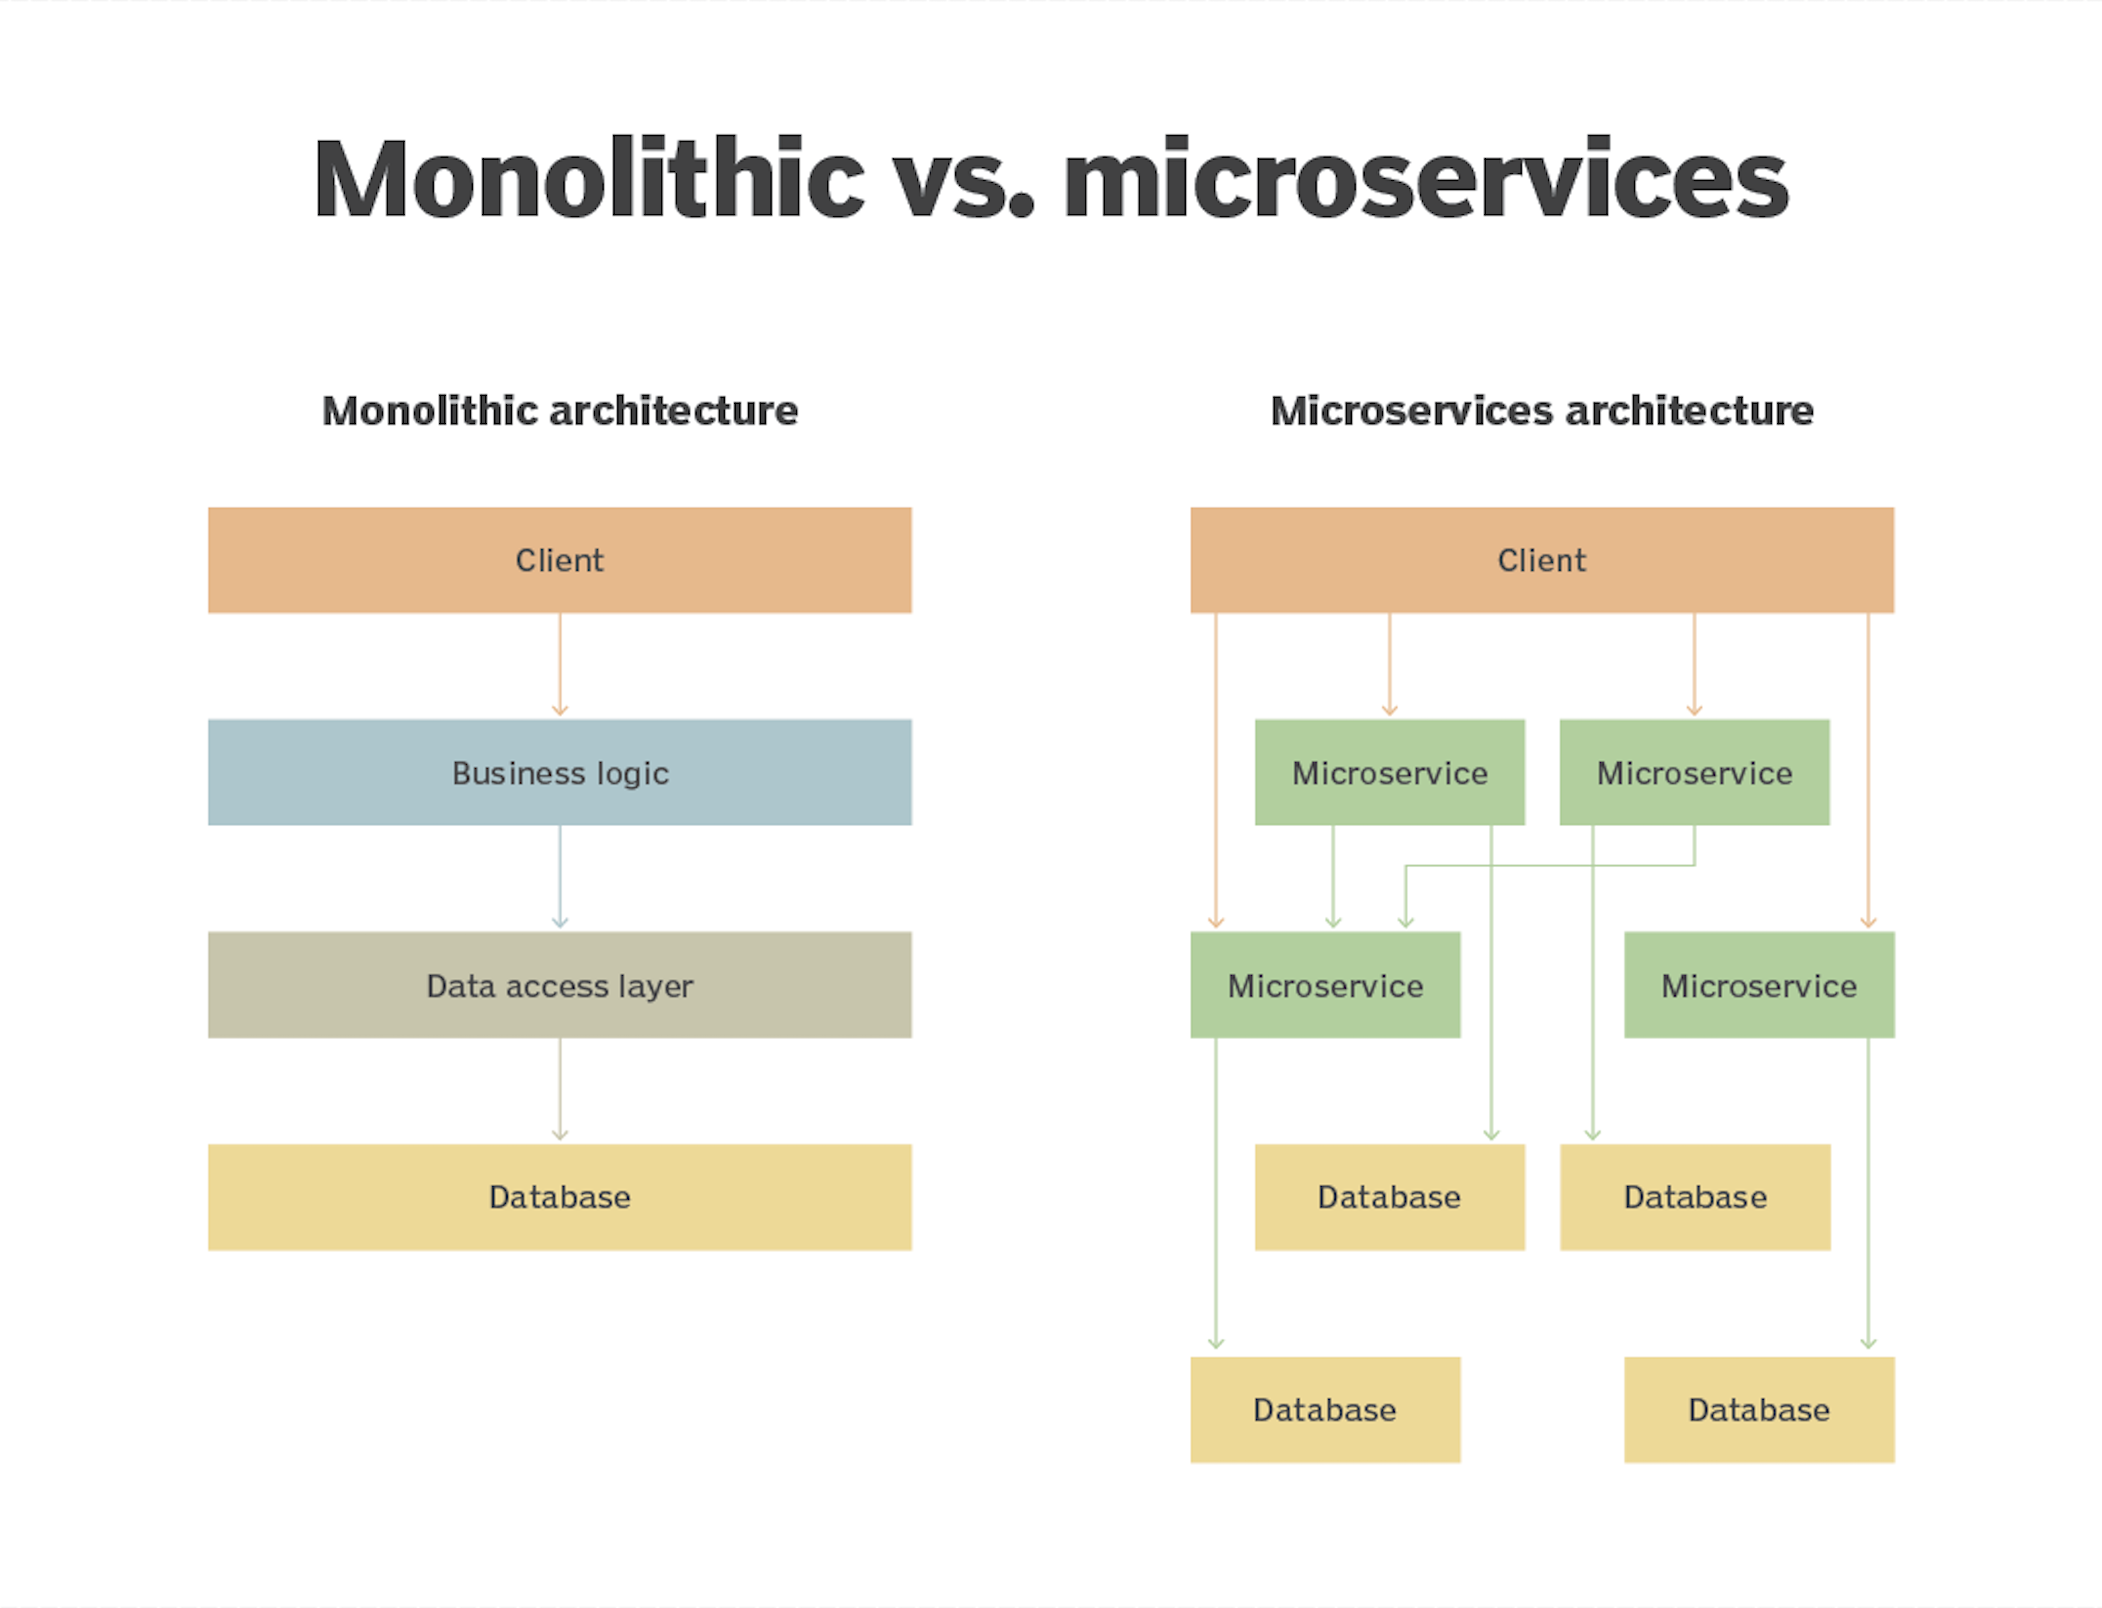 Monolithic vs. microservices
Monolithic architecture
Client
Business logic
Data access layer
Database
Microservices architecture
Client
Microservice
Microservice
Microservice
Microservice
Database
Database
Database
Database